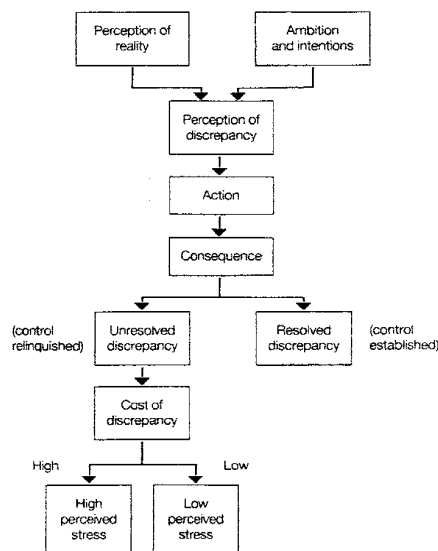 Perception of
reality
Ambition
and intentions
Perception of
discrepancy
Action
Consequence
(control
relinquished)
Unresolved
discrepancy
Resolved
discrepancy
(control
established)
Cost of
discrepancy
High
Low
High
perceived
stress
Low
perceived
stress